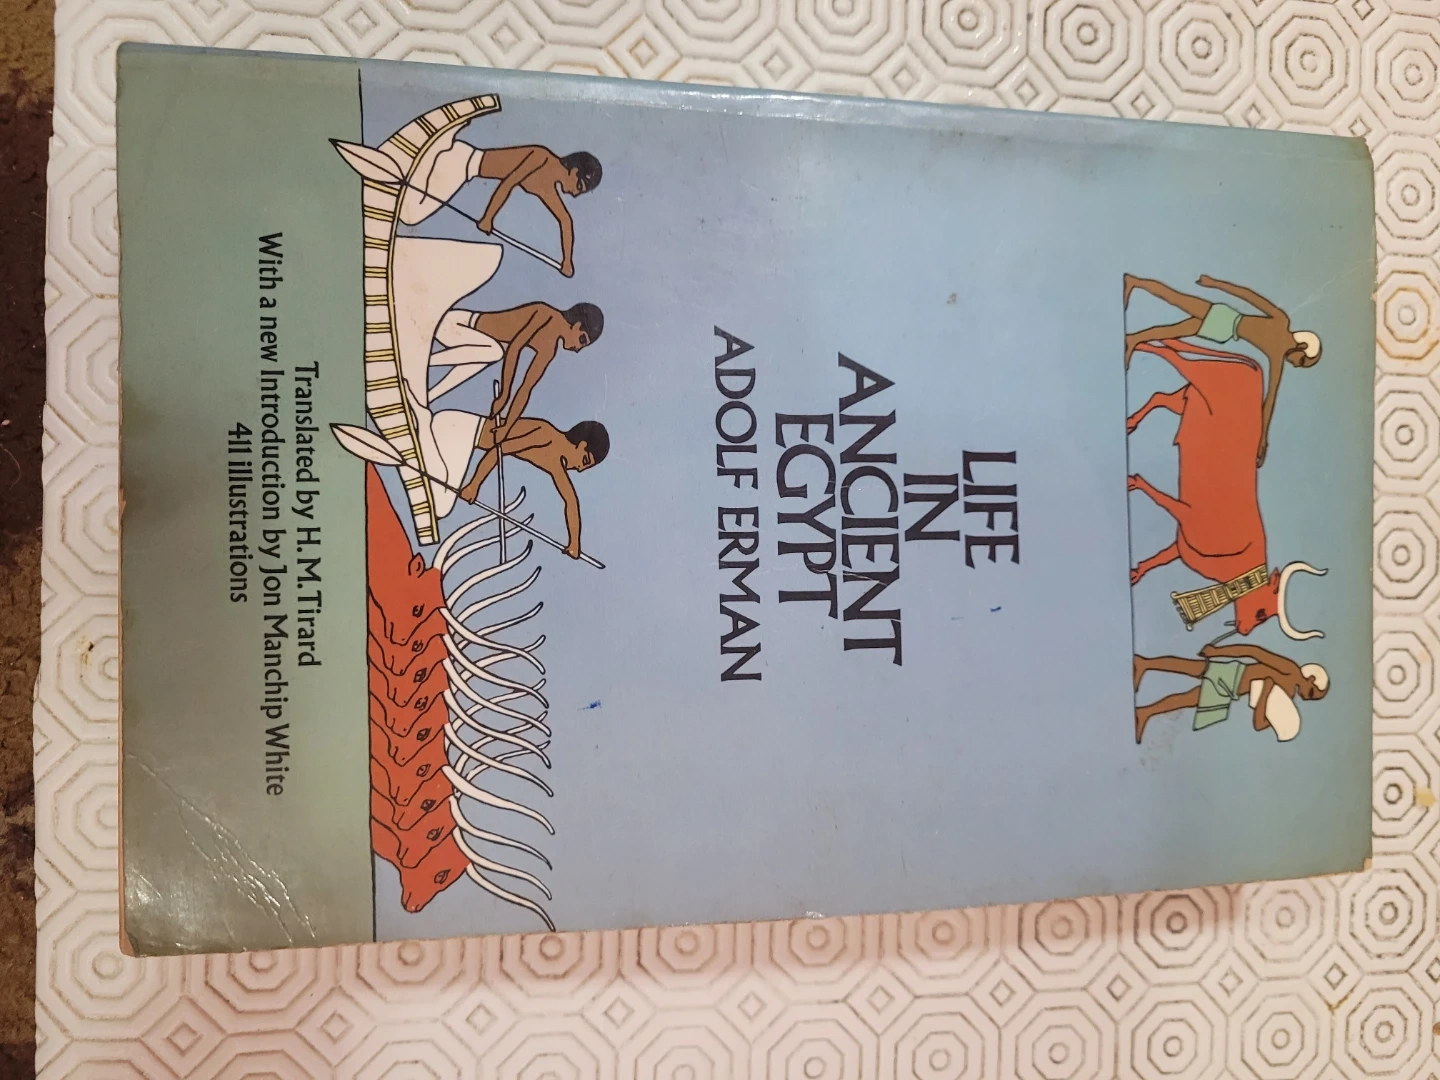 LIFE
IN
ANCIENT
EGYPT
ADOLF ERMAN
Translated by H. M. Tirard
With a new Introduction by Jon Manchip White
411 illustrations